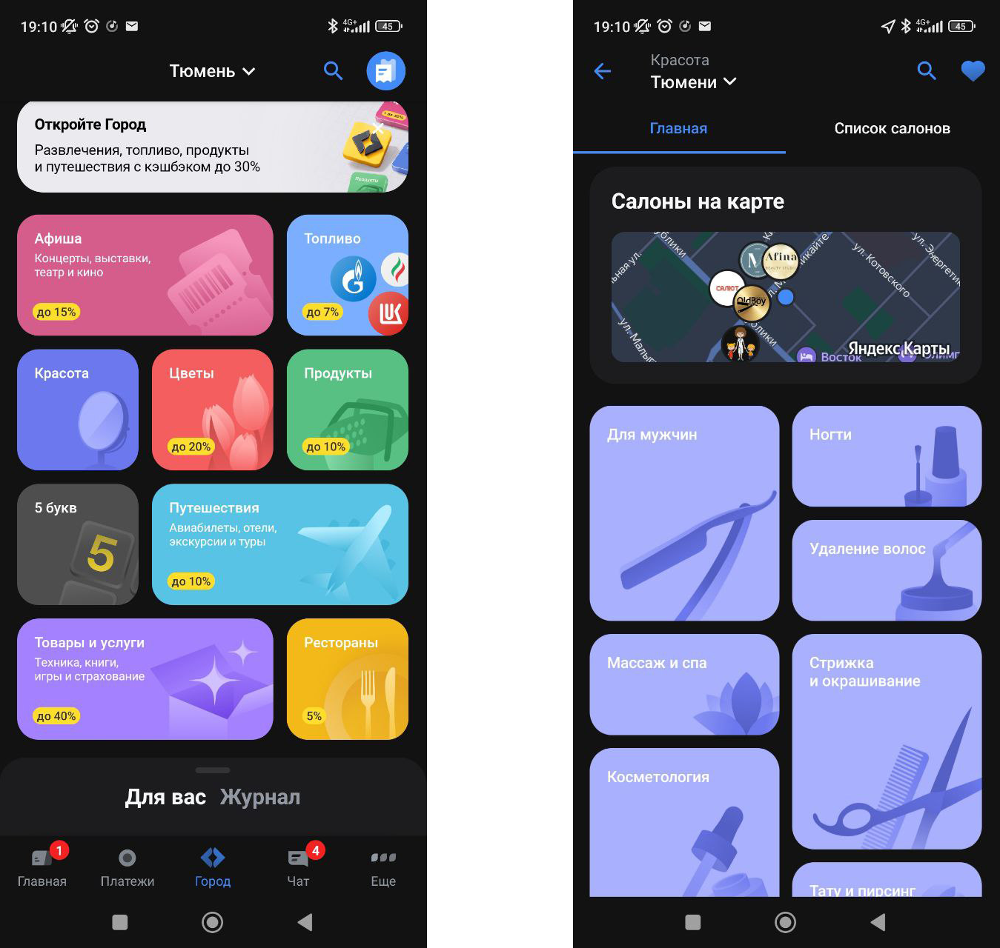 19:10
4G+
45
Тюмень
Откройте Город
Развлечения, топливо, продукты
и путешествия с кэшбэком до 30%
Продукты
Афиша
Концерты, выставки,
театр и кино
до 15%
Топливо
до 7%
Красота
Цветы
до 20%
Продукты
до 10%
5 букв
5
Путешествия
Авиабилеты, отели,
экскурсии и туры
до 10%
Товары и услуги
Техника, книги,
игры и страхование
до 40%
Рестораны
5%
Для вас Журнал
1
4
Главная
Платежи
Город
Чат
Еще
19:10
4G+
45
Красота
Тюмени
Главная
Список салонов
Салоны на карте
ул. Котовского
ул. Энергетик
ул. Малыг
Afina
BEAUTY STUDIO
САЛЮТ
OldBoy
Восток
Яндекс Карты
Для мужчин
Ногти
Удаление волос
Массаж и спа
Стрижка
и окрашивание
Косметология
Тату и пирсинг